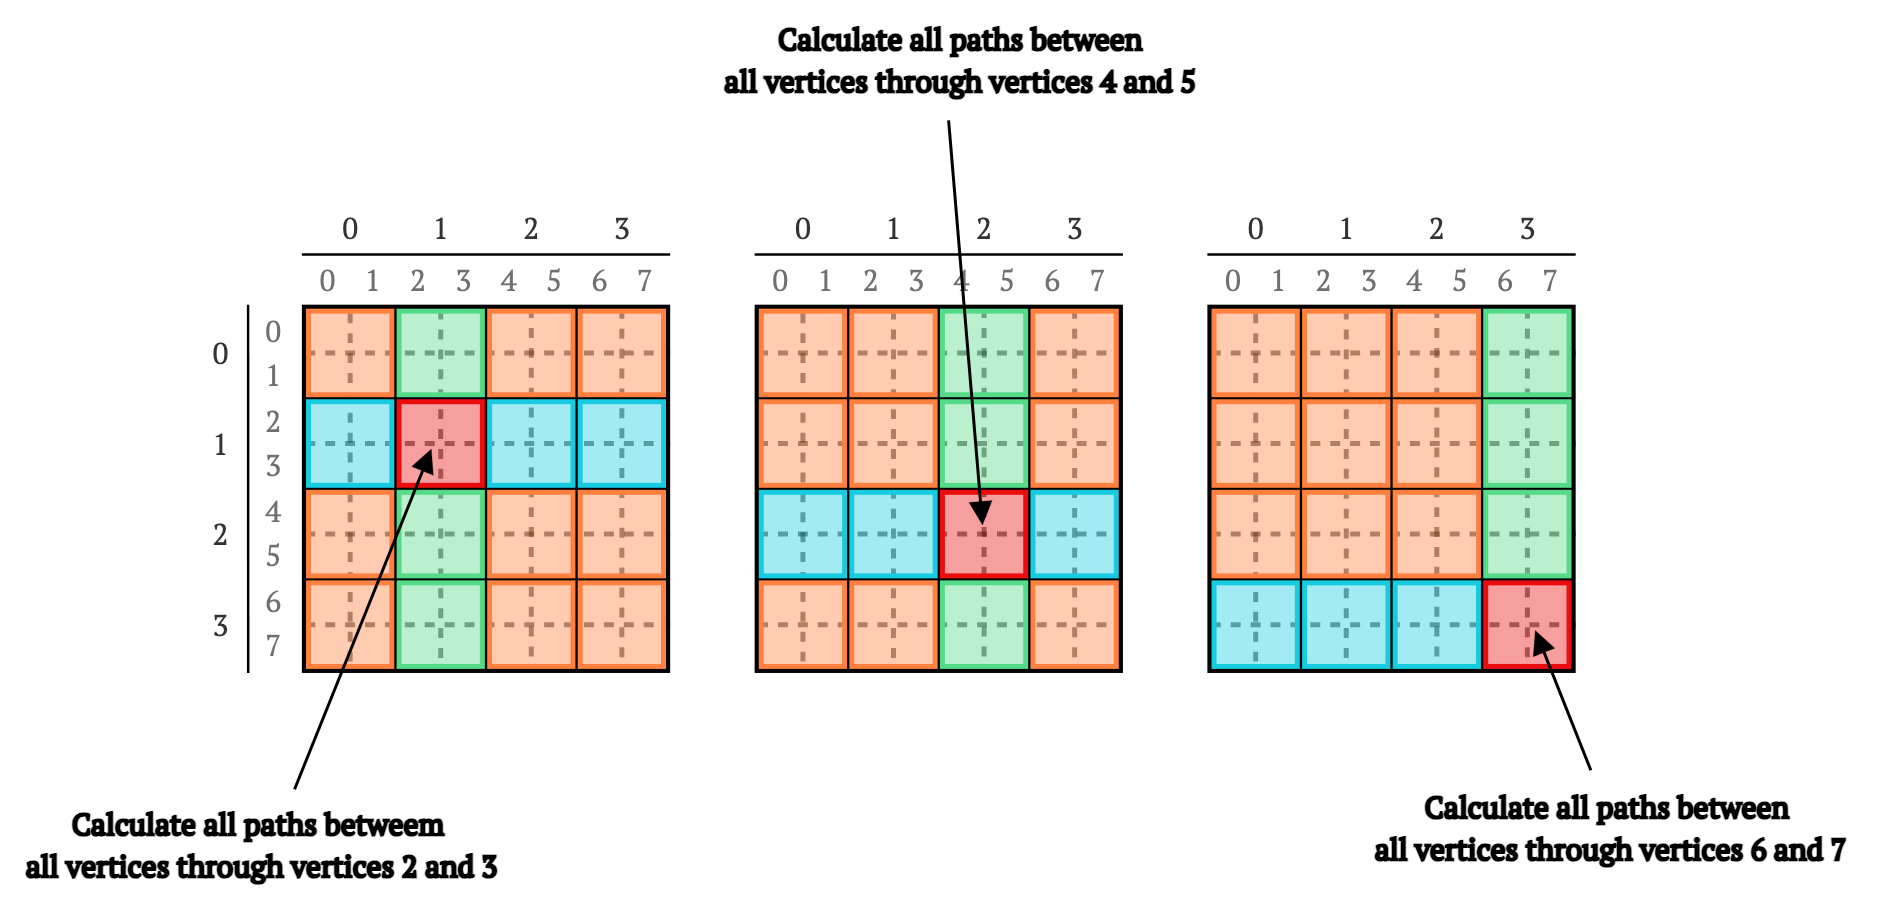 Calculate all paths between
all vertices through vertices 4 and 5
0 1 2 3 0 1 2 3 0 1 2 3
0 1 2 3 4 5 6 7 0 1 2 3 4 5 6 7 0 1 2 3 4 5 6 7
0
0
1
1
2
3
2
4
5
3
6
7
Calculate all paths betweem
all vertices through vertices 2 and 3
Calculate all paths between
all vertices through vertices 6 and 7